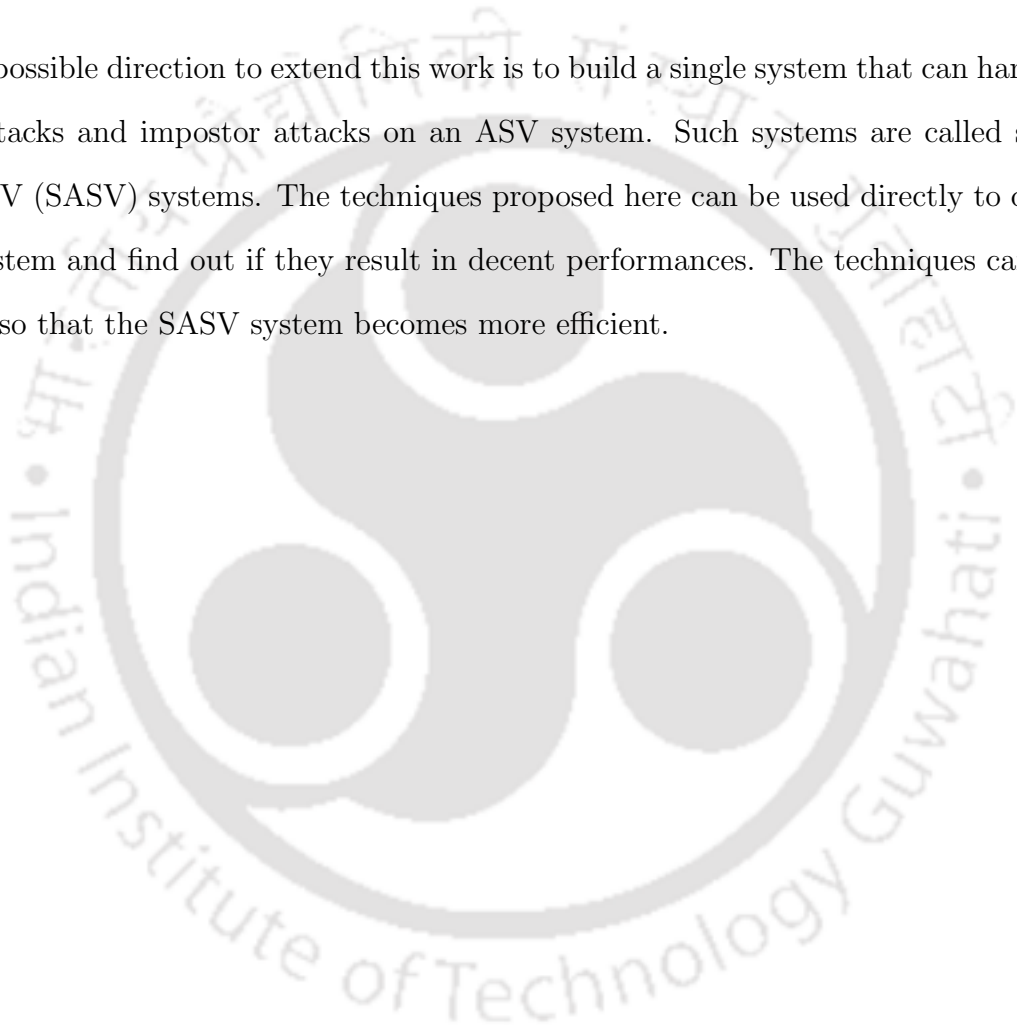 possible direction to extend this work is to build a single system that can har
tacks and impostor attacks on an ASV system. Such systems are called s
V (SASV) systems. The techniques proposed here can be used directly to c
stem and find out if they result in decent performances. The techniques ca
so that the SASV system becomes more efficient.
Indian Institute of Technology Guwahati